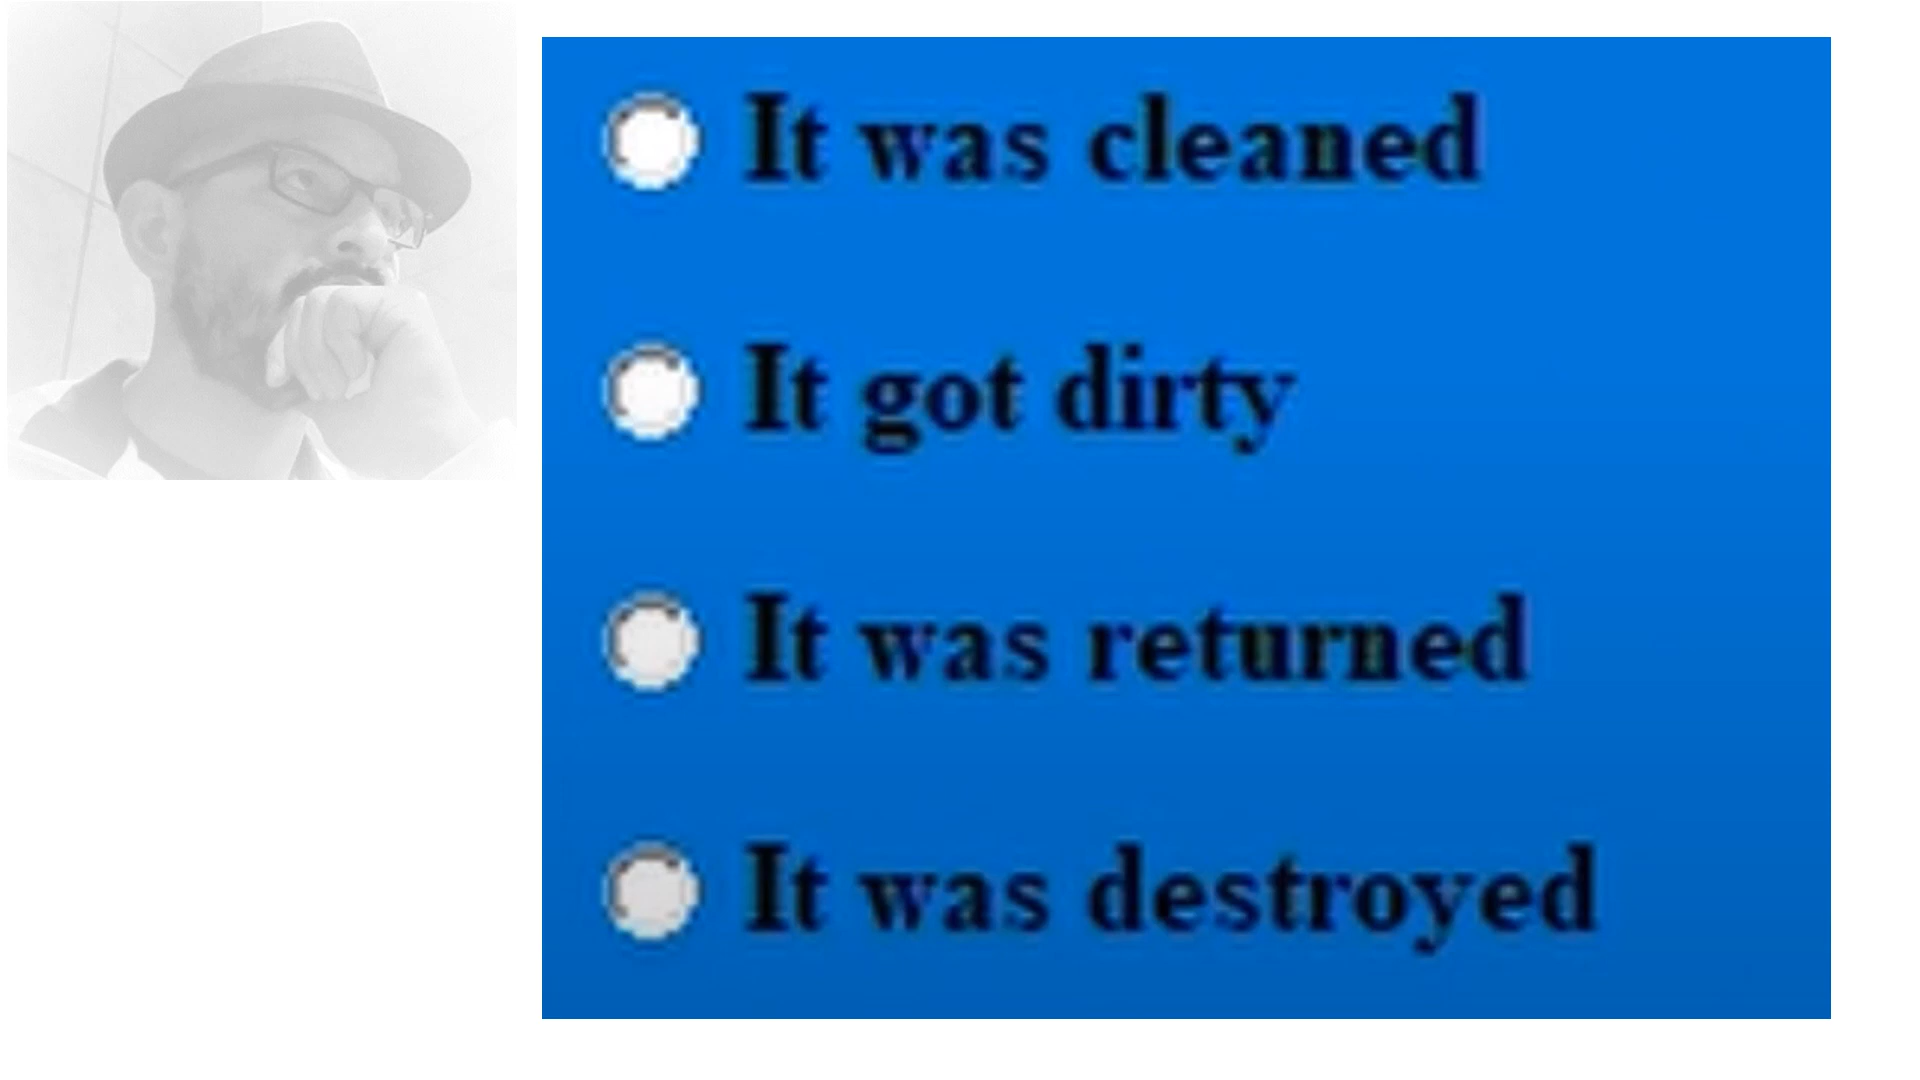 It was cleaned
It got dirty
It was returned
It was destroyed